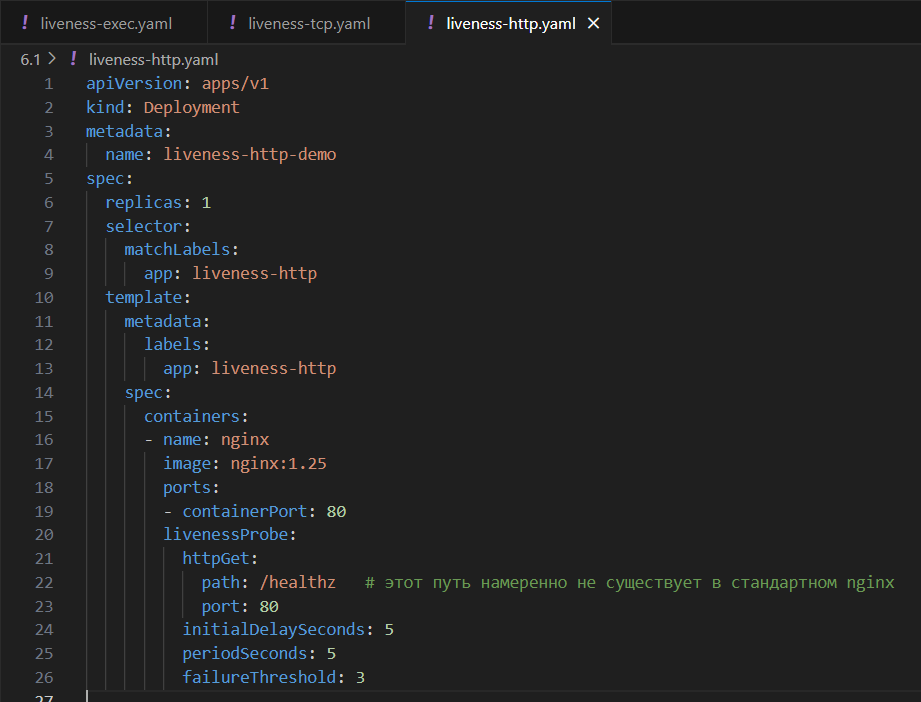 ! liveness-exec.yaml ! liveness-tcp.yaml ! liveness-http.yaml ×
6.1 > ! liveness-http.yaml
1 apiVersion: apps/v1
2 kind: Deployment
3 metadata:
4   name: liveness-http-demo
5 spec:
6   replicas: 1
7   selector:
8     matchLabels:
9       app: liveness-http
10   template:
11     metadata:
12       labels:
13         app: liveness-http
14     spec:
15       containers:
16       - name: nginx
17         image: nginx:1.25
18         ports:
19         - containerPort: 80
20         livenessProbe:
21           httpGet:
22             path: /healthz   # этот путь намеренно не существует в стандартном nginx
23             port: 80
24           initialDelaySeconds: 5
25           periodSeconds: 5
26           failureThreshold: 3
27